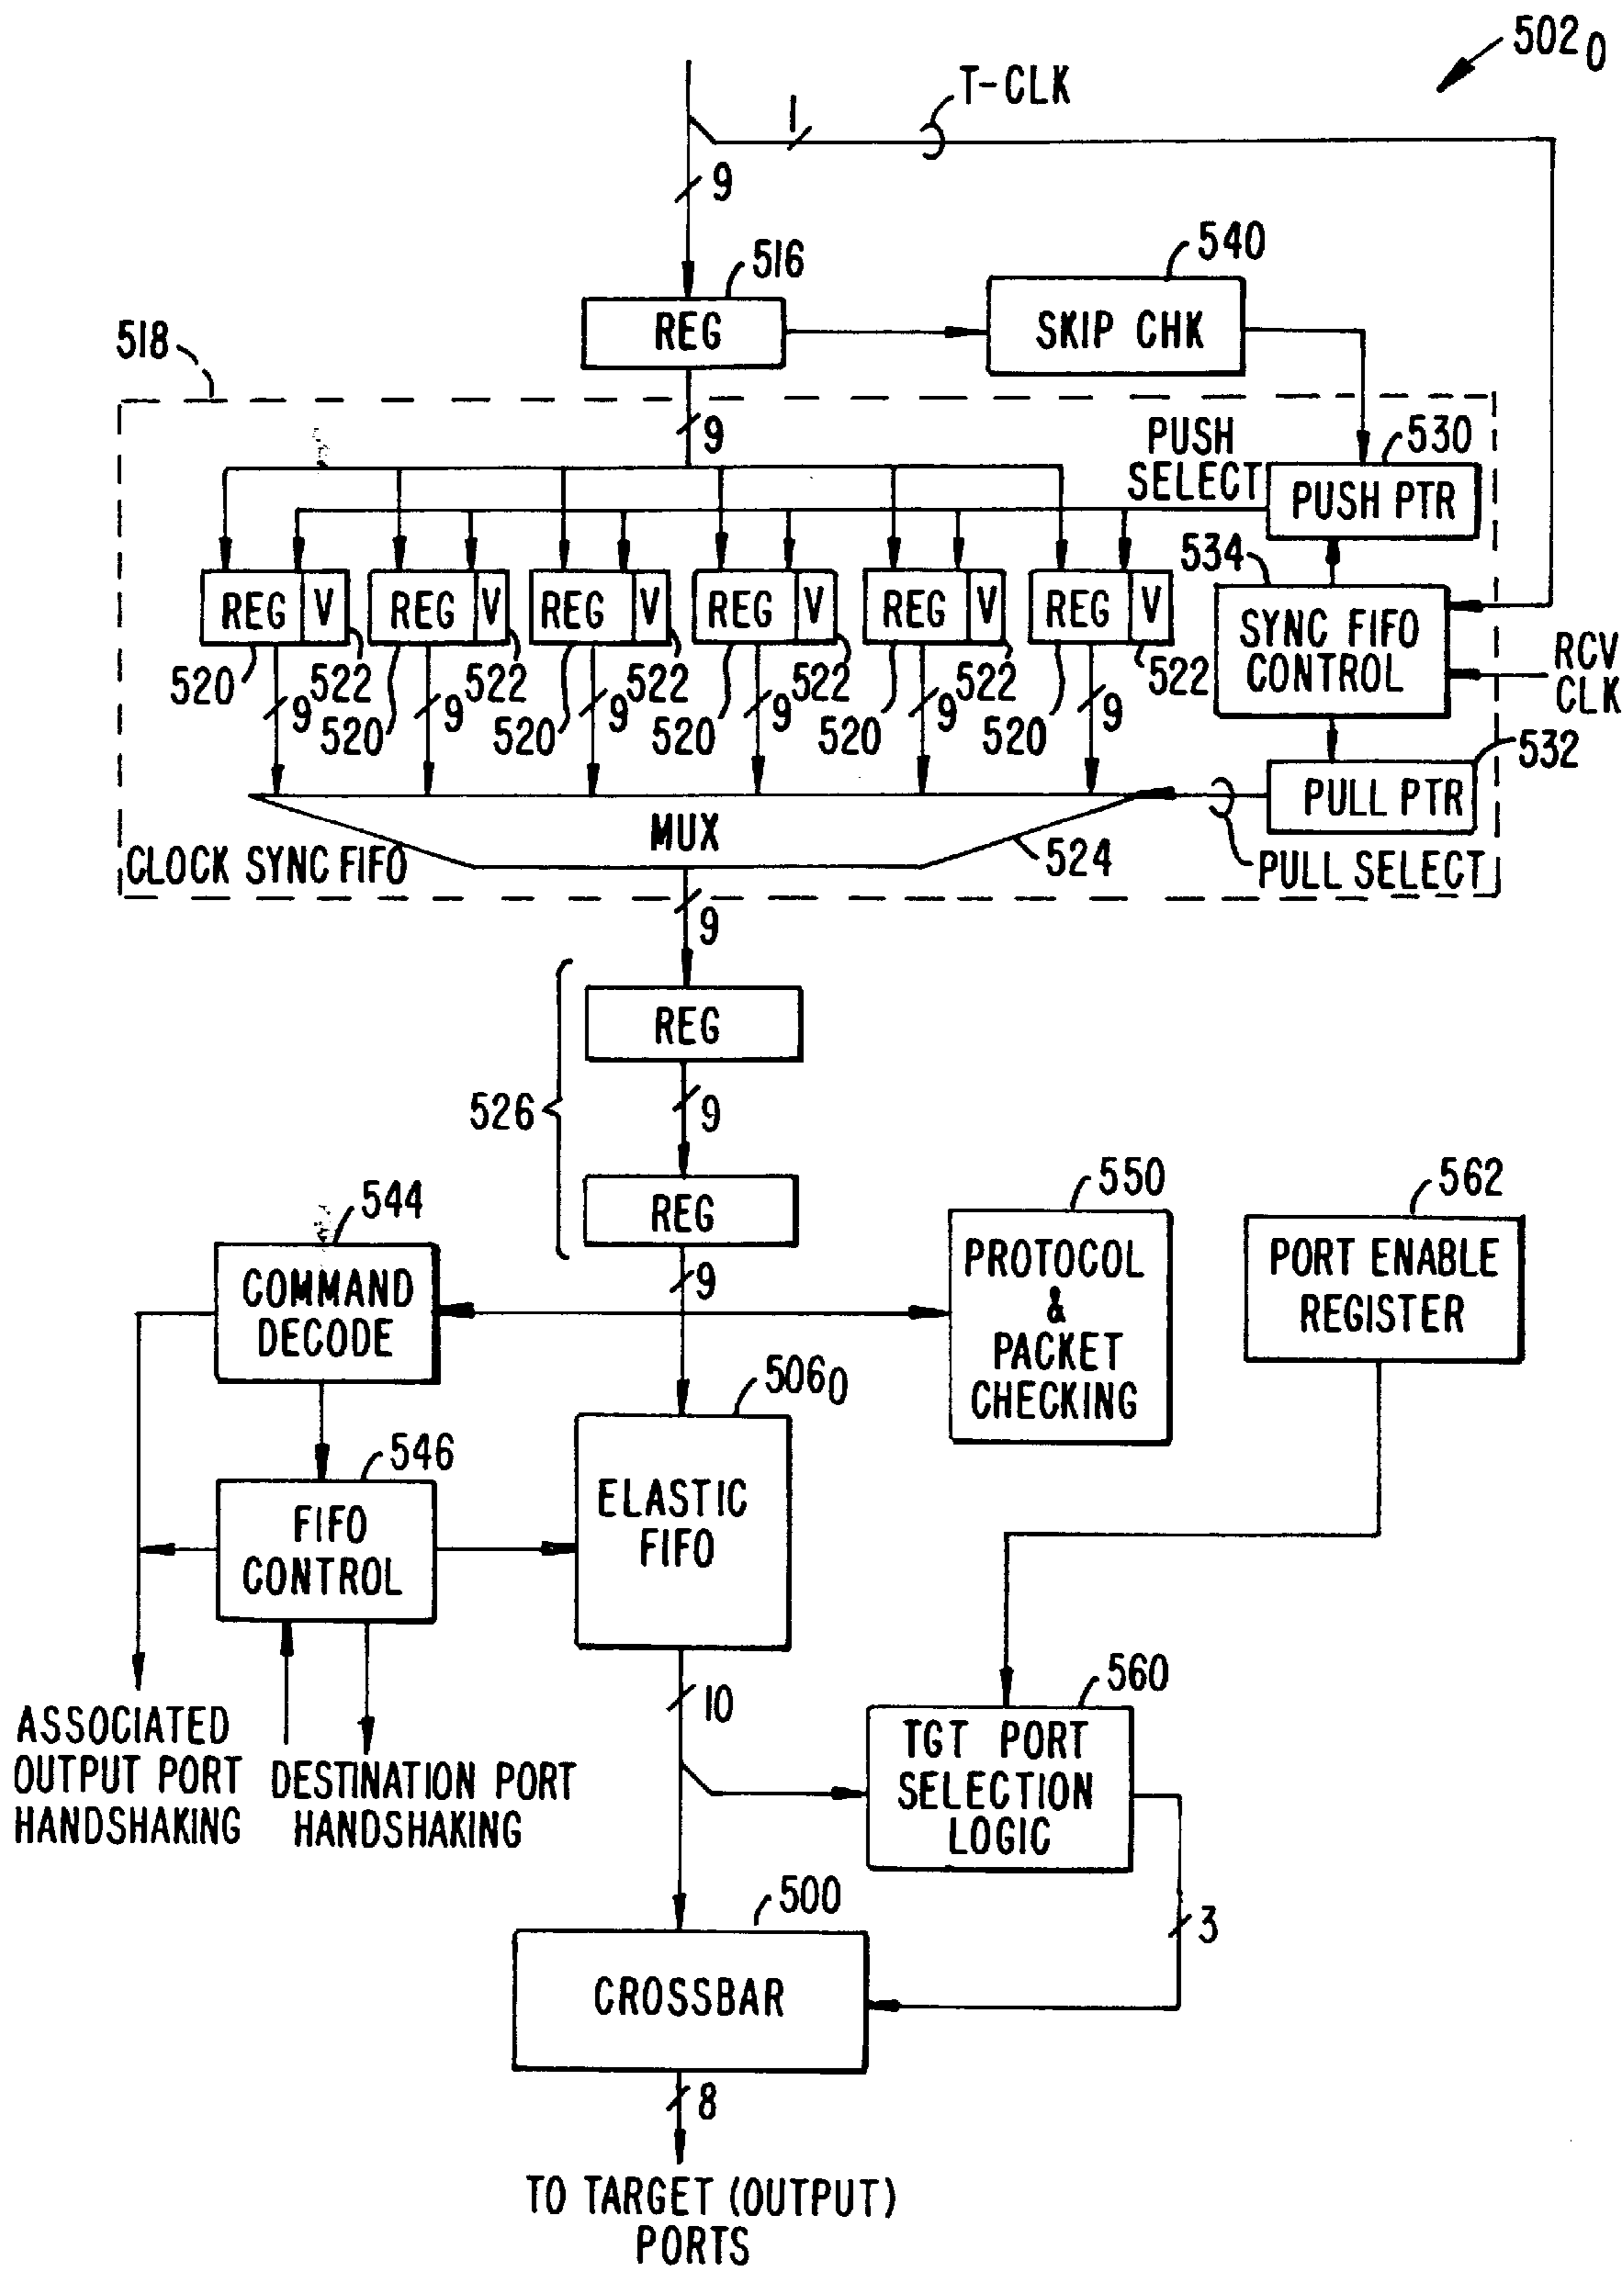 502₀
T-CLK
1
9
516
540
REG
SKIP CHK
518
9
PUSH
SELECT
530
PUSH PTR
534
REG V REG V REG V REG V REG V REG V
SYNC FIFO
CONTROL
RCV
CLK
520 522 522 522 522 522 522
9 9 9 9 9 9
520 520 520 520 520
532
PULL PTR
MUX
524
CLOCK SYNC FIFO
PULL SELECT
9
REG
526
9
REG
544
550
562
9
COMMAND
DECODE
PROTOCOL
&
PACKET
CHECKING
PORT ENABLE
REGISTER
506₀
546
ELASTIC
FIFO
FIFO
CONTROL
10
560
ASSOCIATED
OUTPUT PORT
HANDSHAKING
DESTINATION PORT
HANDSHAKING
TGT PORT
SELECTION
LOGIC
500
3
CROSSBAR
8
TO TARGET (OUTPUT)
PORTS